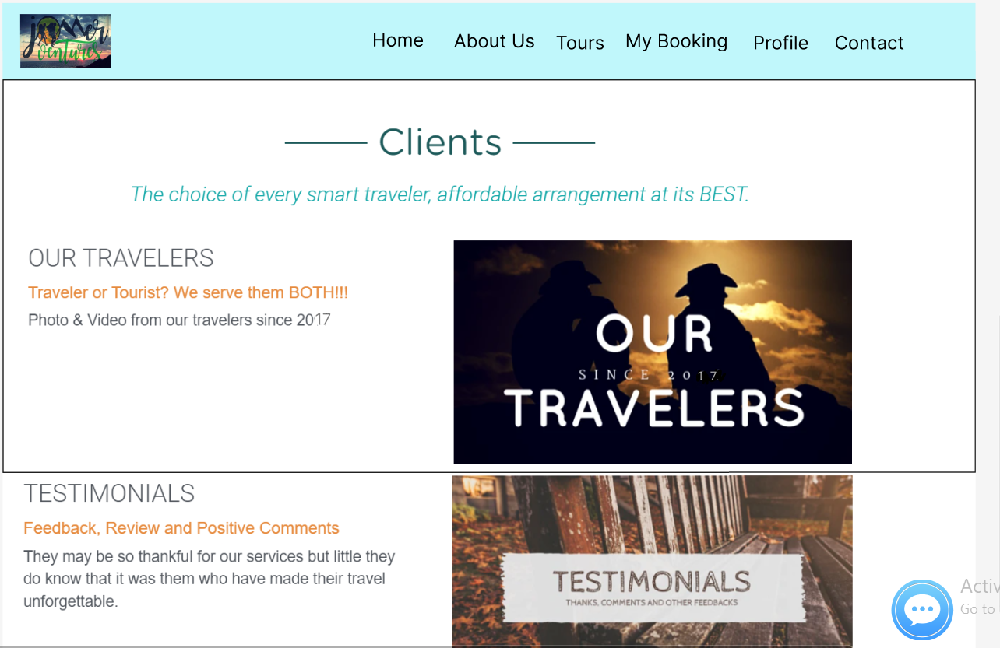 jomer
ventures
Home About Us Tours My Booking Profile Contact
Clients
The choice of every smart traveler, affordable arrangement at its BEST.
OUR TRAVELERS
Traveler or Tourist? We serve them BOTH!!!
Photo & Video from our travelers since 2017
OUR
SINCE 2017
TRAVELERS
TESTIMONIALS
Feedback, Review and Positive Comments
They may be so thankful for our services but little they
do know that it was them who have made their travel
unforgettable.
TESTIMONIALS
THANKS, COMMENTS AND OTHER FEEDBACKS
Activ
Go to